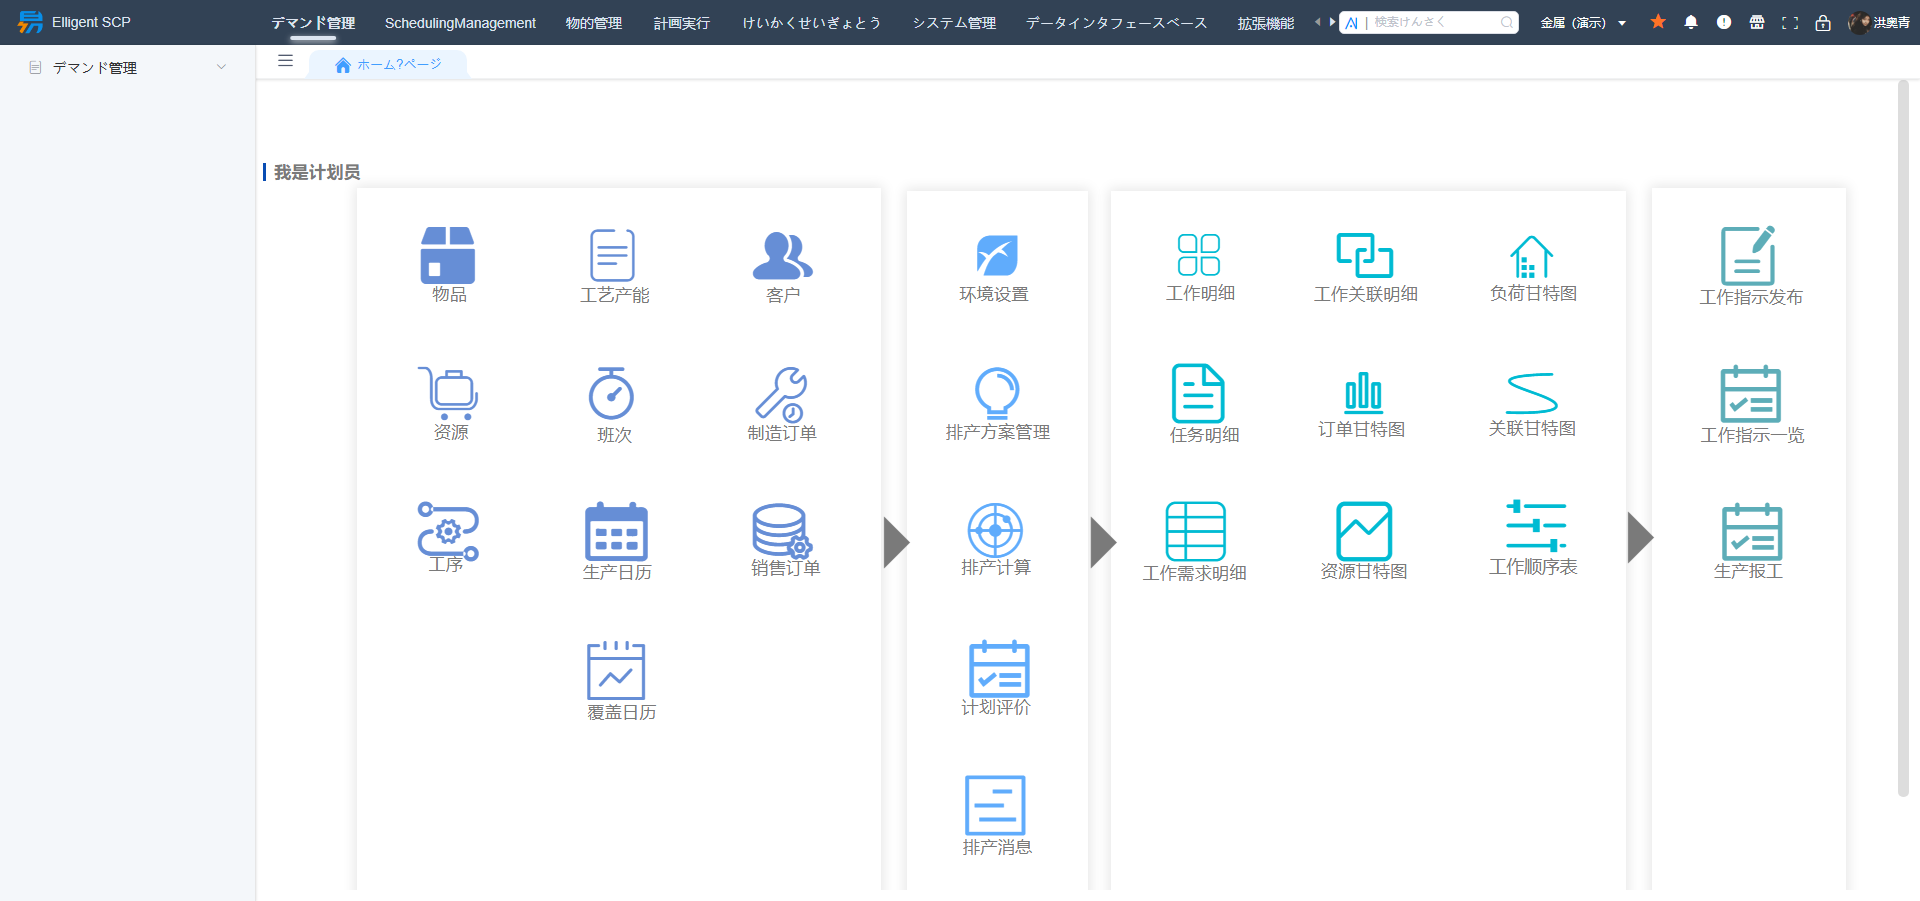 Elligent SCP
デマンド管理
SchedulingManagement
物的管理
計画実行
けいかくせいぎょとう
システム管理
データインタフェースベース
拡張機能
AI | 検索けんさく
金属（演示）
洪奥青
デマンド管理
ホーム?ページ
我是计划员
物品
工艺产能
客户
环境设置
工作明细
工作关联明细
负荷甘特图
工作指示发布
资源
班次
制造订单
排产方案管理
任务明细
订单甘特图
关联甘特图
工作指示一览
工序
生产日历
销售订单
排产计算
工作需求明细
资源甘特图
工作顺序表
生产报工
覆盖日历
计划评价
排产消息